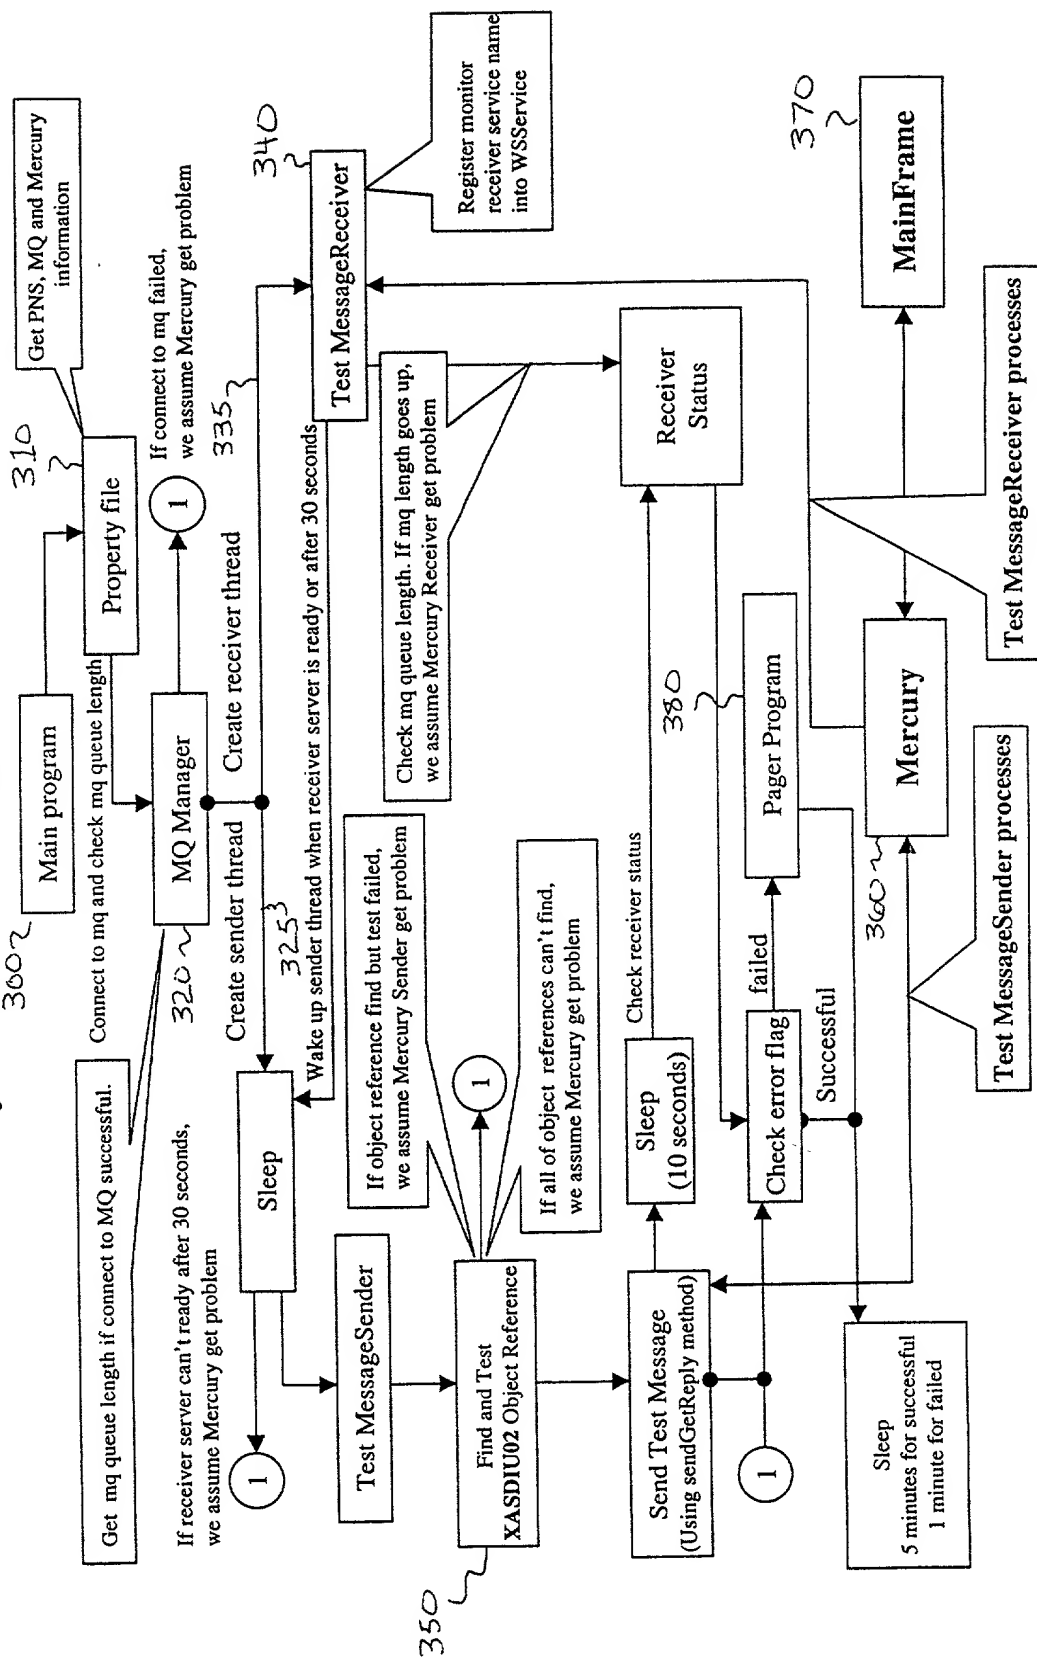 300
Main program
310
Property file
Get PNS, MQ and Mercury
information
Connect to mq and check mq queue length
Get mq queue length if connect to MQ successful.
320
MQ Manager
1
If connect to mq failed,
we assume Mercury get problem
Create sender thread
325
Create receiver thread
335
If receiver server can't ready after 30 seconds,
we assume Mercury get problem
1
Sleep
Wake up sender thread when receiver server is ready or after 30 seconds
340
Test MessageReceiver
Register monitor
receiver service name
into WSService
Test MessageSender
If object reference find but test failed,
we assume Mercury Sender get problem
Check mq queue length. If mq length goes up,
we assume Mercury Receiver get problem
350
Find and Test
XASDIU02 Object Reference
1
If all of object references can't find,
we assume Mercury get problem
Send Test Message
(Using sendGetReply method)
Sleep
(10 seconds)
Check receiver status
Receiver
Status
1
Check error flag
failed
Successful
380
Pager Program
360
Mercury
370
MainFrame
Sleep
5 minutes for successful
1 minute for failed
Test MessageSender processes
Test MessageReceiver processes